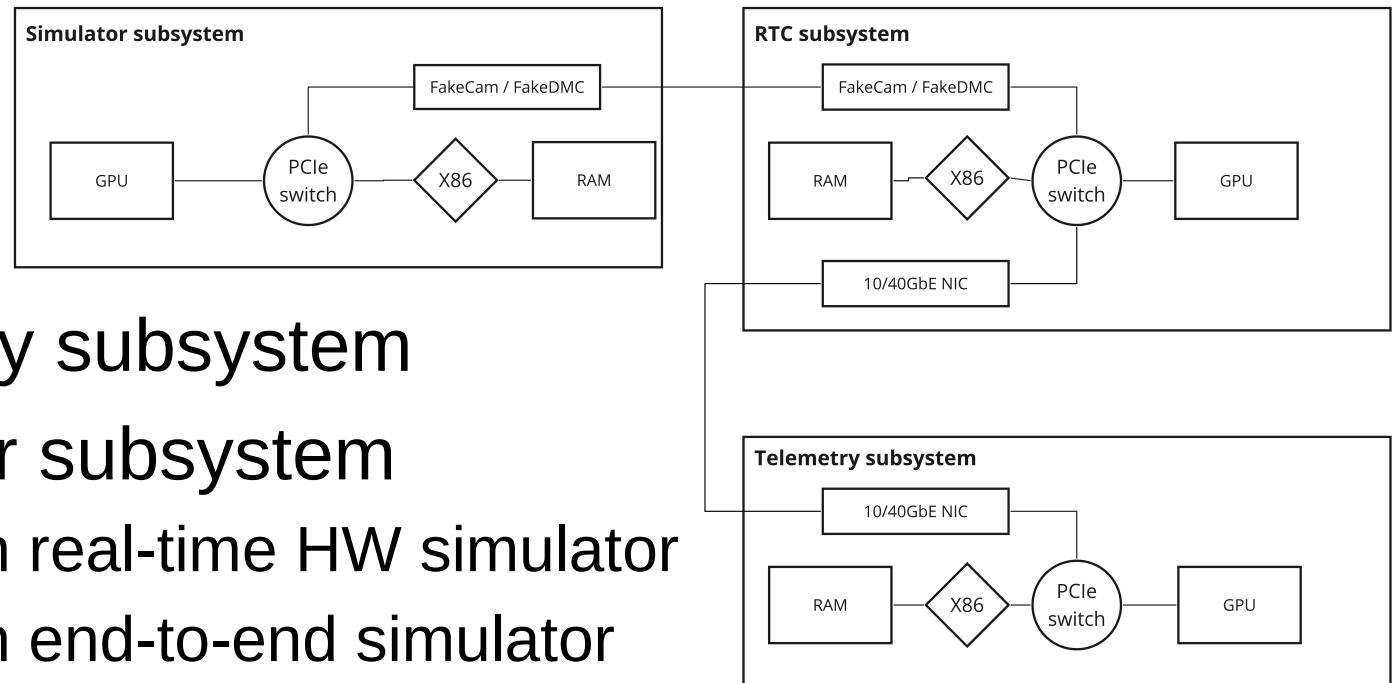 Simulator subsystem
FakeCam / FakeDMC
GPU
PCIe
switch
X86
RAM
RTC subsystem
FakeCam / FakeDMC
RAM
X86
PCIe
switch
GPU
10/40GbE NIC
y subsystem
r subsystem
n real-time HW simulator
n end-to-end simulator
Telemetry subsystem
10/40GbE NIC
RAM
X86
PCIe
switch
GPU